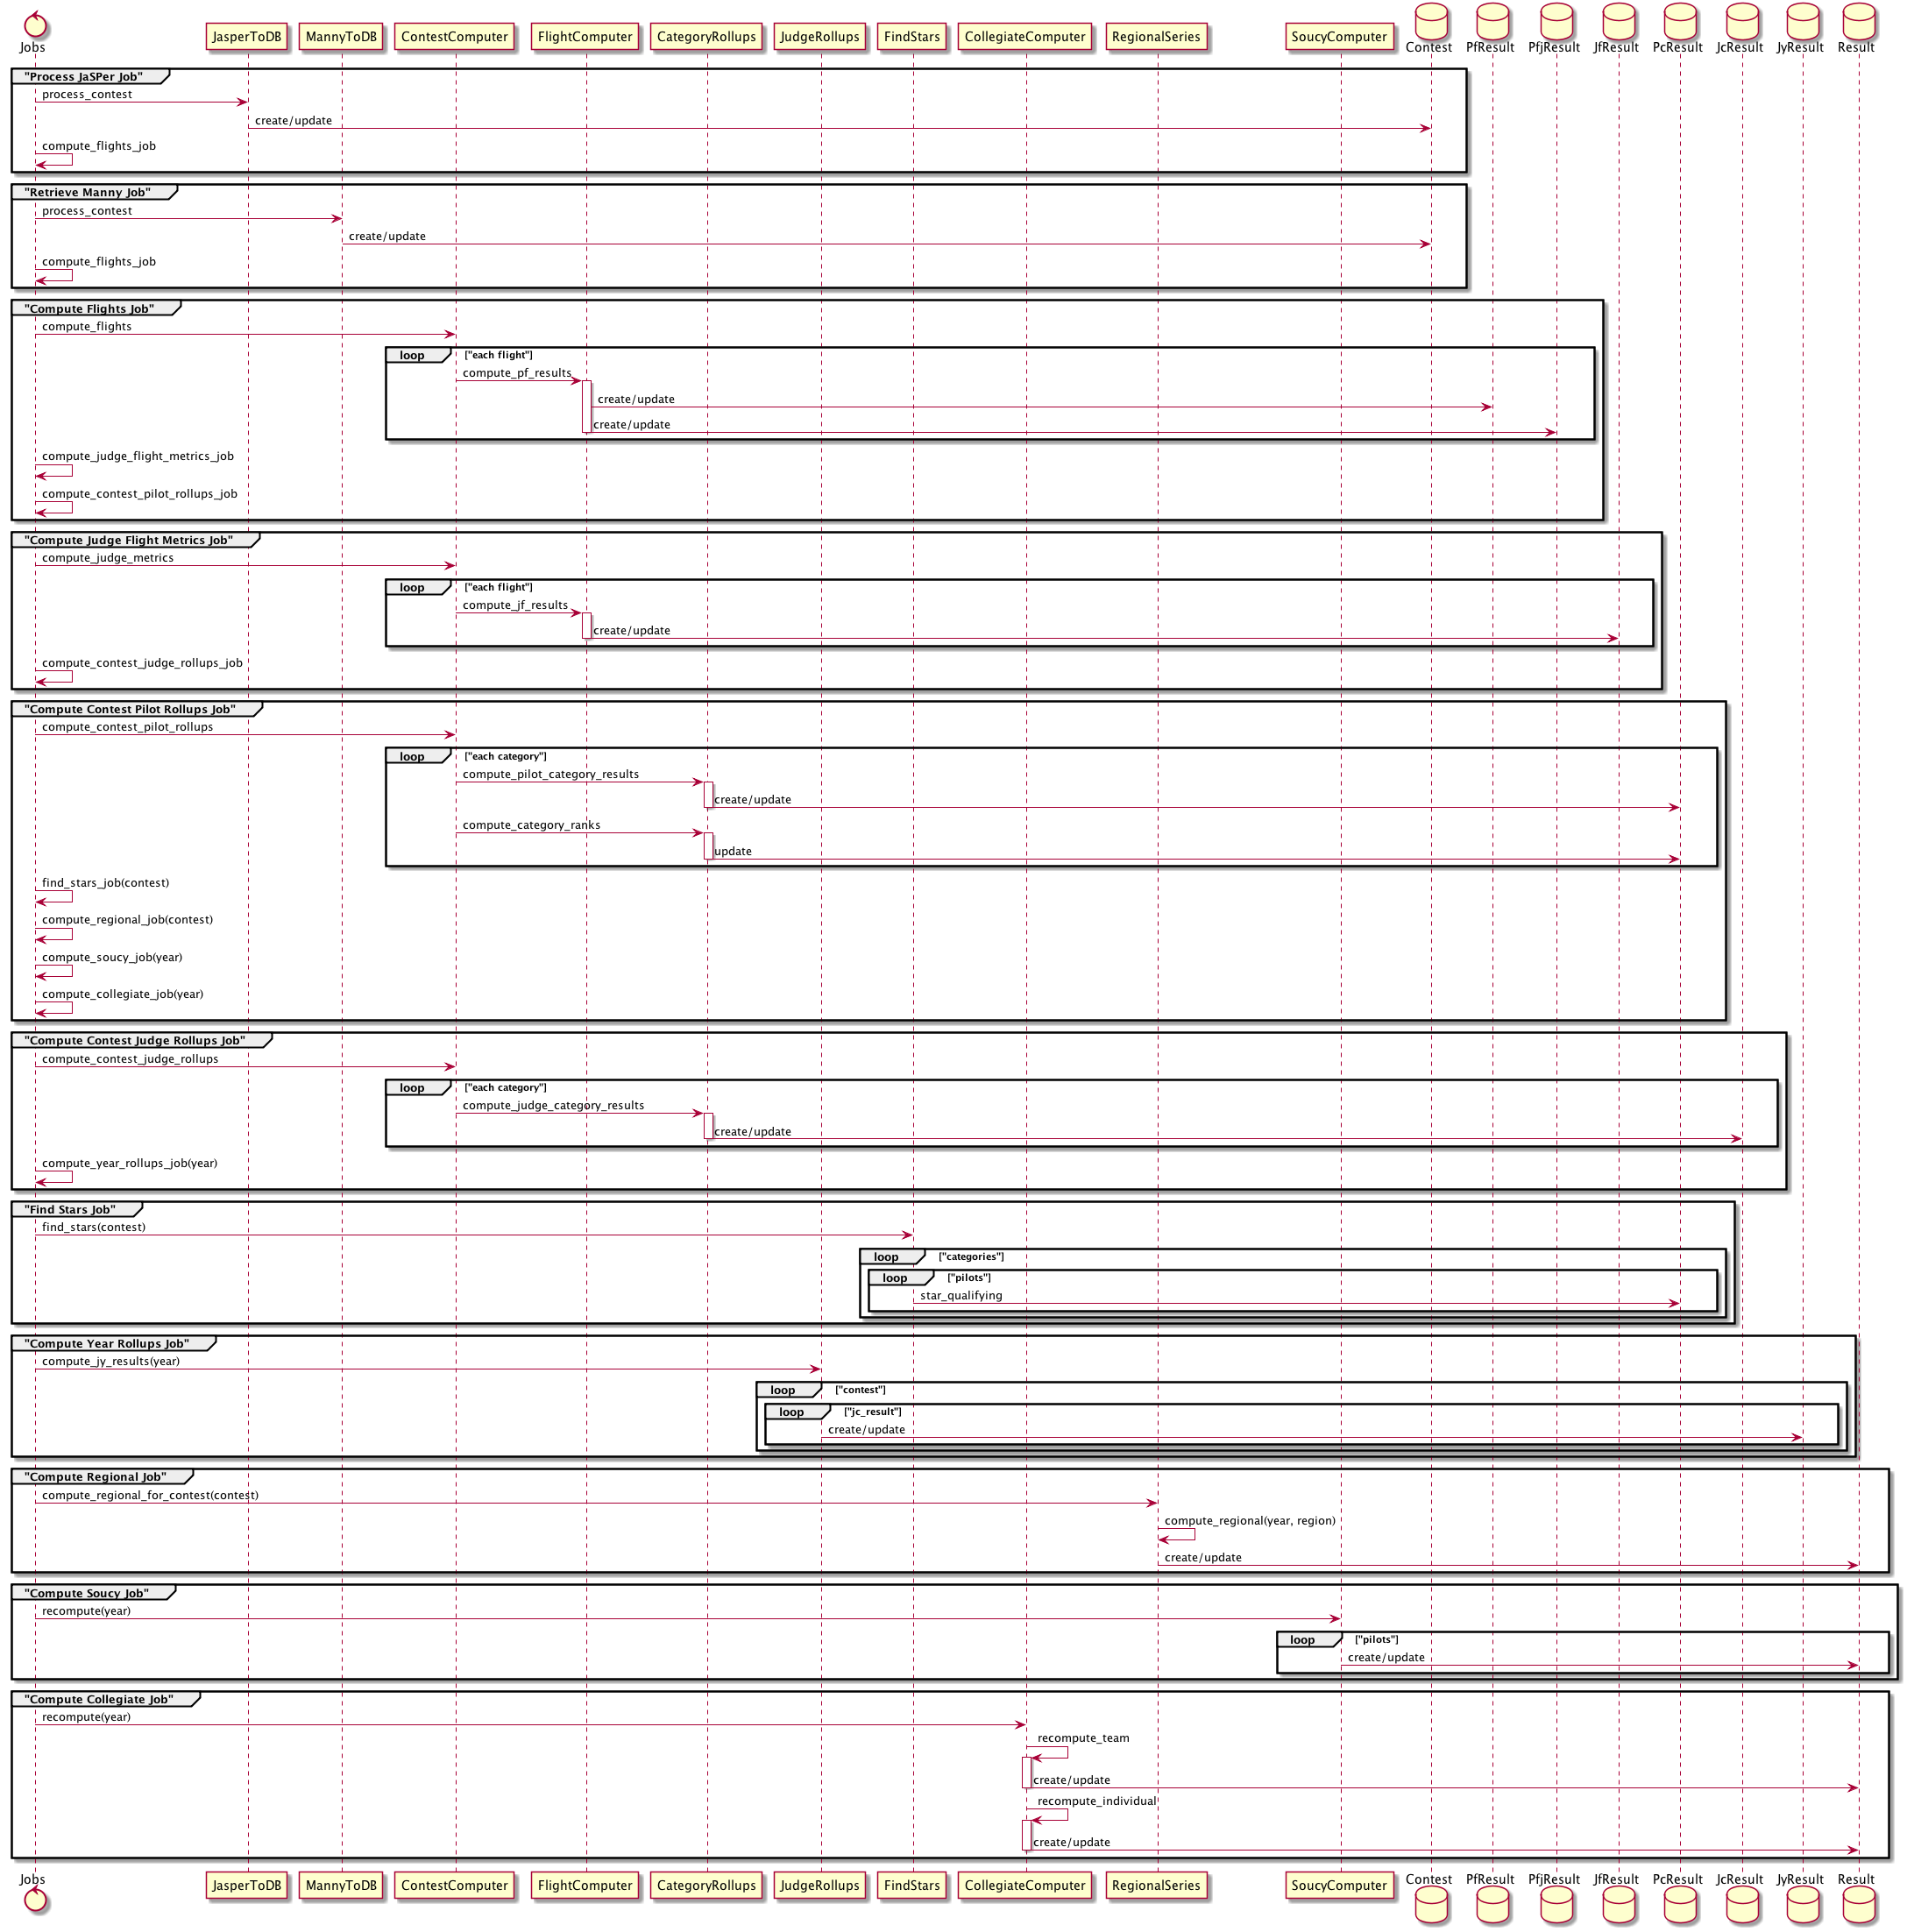 Jobs
JasperToDB
MannyToDB
ContestComputer
FlightComputer
CategoryRollups
JudgeRollups
FindStars
CollegiateComputer
RegionalSeries
SoucyComputer
Contest
PfResult
PfjResult
JfResult
PcResult
JcResult
JyResult
Result
"Process JaSPer Job"
process_contest
create/update
compute_flights_job
"Retrieve Manny Job"
process_contest
create/update
compute_flights_job
"Compute Flights Job"
compute_flights
loop ["each flight"]
compute_pf_results
create/update
create/update
compute_judge_flight_metrics_job
compute_contest_pilot_rollups_job
"Compute Judge Flight Metrics Job"
compute_judge_metrics
loop ["each flight"]
compute_jf_results
create/update
compute_contest_judge_rollups_job
"Compute Contest Pilot Rollups Job"
compute_contest_pilot_rollups
loop ["each category"]
compute_pilot_category_results
create/update
compute_category_ranks
update
find_stars_job(contest)
compute_regional_job(contest)
compute_soucy_job(year)
compute_collegiate_job(year)
"Compute Contest Judge Rollups Job"
compute_contest_judge_rollups
loop ["each category"]
compute_judge_category_results
create/update
compute_year_rollups_job(year)
"Find Stars Job"
find_stars(contest)
loop ["categories"]
loop ["pilots"]
star_qualifying
"Compute Year Rollups Job"
compute_jy_results(year)
loop ["contest"]
loop ["jc_result"]
create/update
"Compute Regional Job"
compute_regional_for_contest(contest)
compute_regional(year, region)
create/update
"Compute Soucy Job"
recompute(year)
loop ["pilots"]
create/update
"Compute Collegiate Job"
recompute(year)
recompute_team
create/update
recompute_individual
create/update
Jobs
JasperToDB
MannyToDB
ContestComputer
FlightComputer
CategoryRollups
JudgeRollups
FindStars
CollegiateComputer
RegionalSeries
SoucyComputer
Contest
PfResult
PfjResult
JfResult
PcResult
JcResult
JyResult
Result